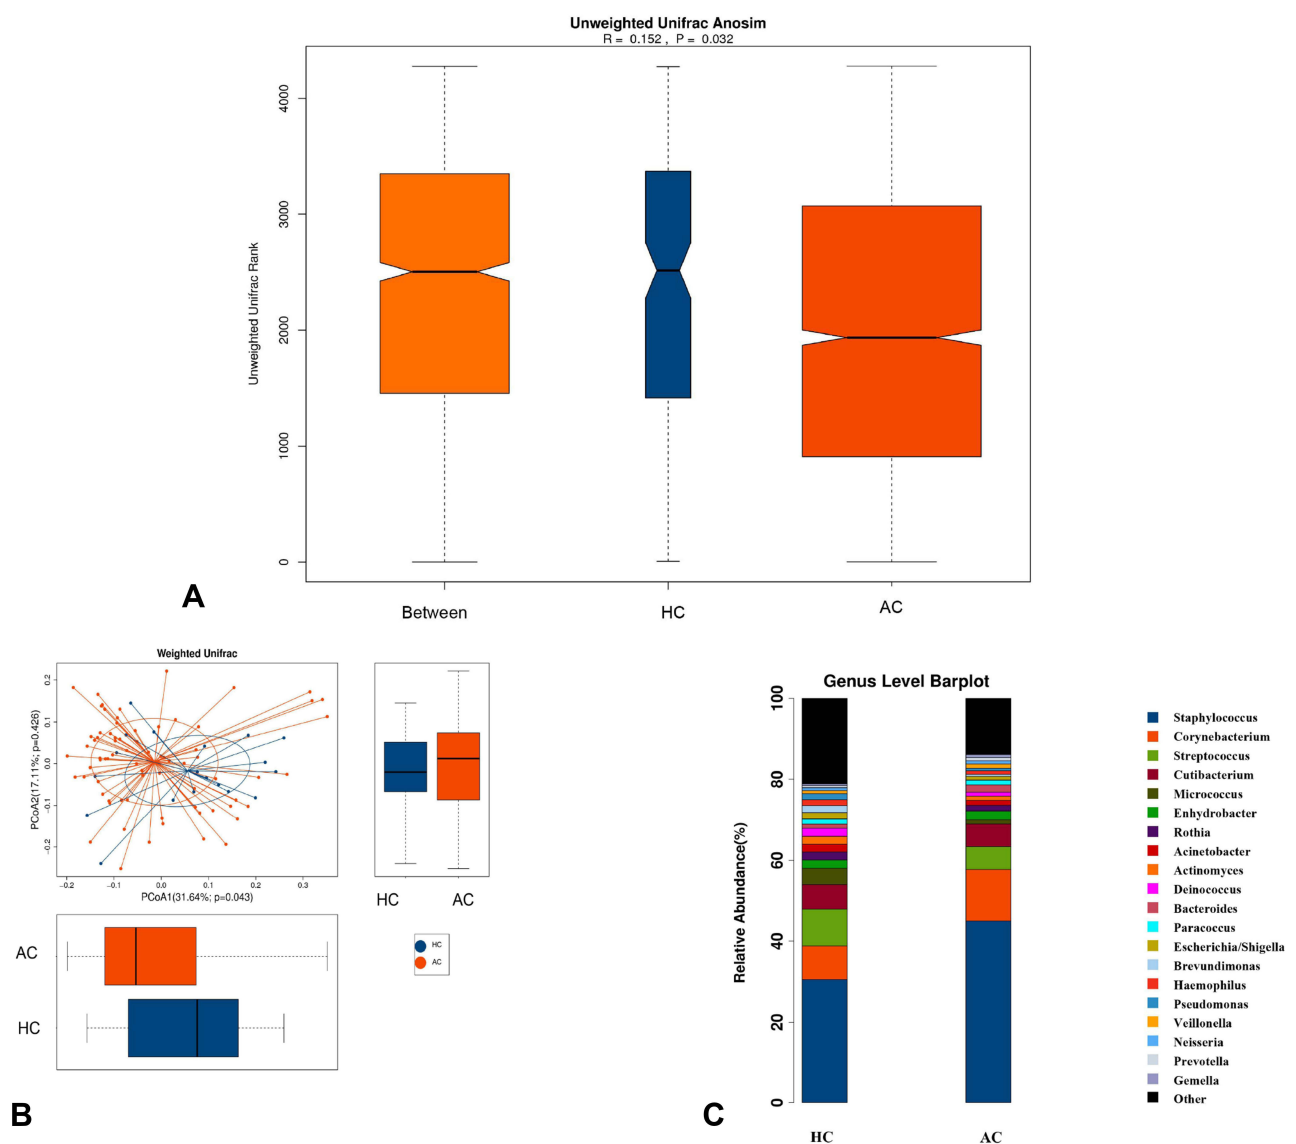 Unweighted Unifrac Anosim
R = 0.152 , P = 0.032
Unweighted Unifrac Rank
4000
3000
2000
1000
0
Between
HC
AC
A
Weighted Unifrac
PCoA2(17.11%; p=0.426)
0.2
0.1
0.0
-0.1
-0.2
-0.2
-0.1
0.0
0.1
0.2
0.3
PCoA1(31.64%; p=0.043)
HC
AC
AC
HC
HC
AC
B
Genus Level Barplot
Relative Abundance(%)
100
80
60
40
20
0
HC
AC
Staphylococcus
Corynebacterium
Streptococcus
Cutibacterium
Micrococcus
Enhydrobacter
Rothia
Acinetobacter
Actinomyces
Deinococcus
Bacteroides
Paracoccus
Escherichia/Shigella
Brevundimonas
Haemophilus
Pseudomonas
Veillonella
Neisseria
Prevotella
Gemella
Other
C